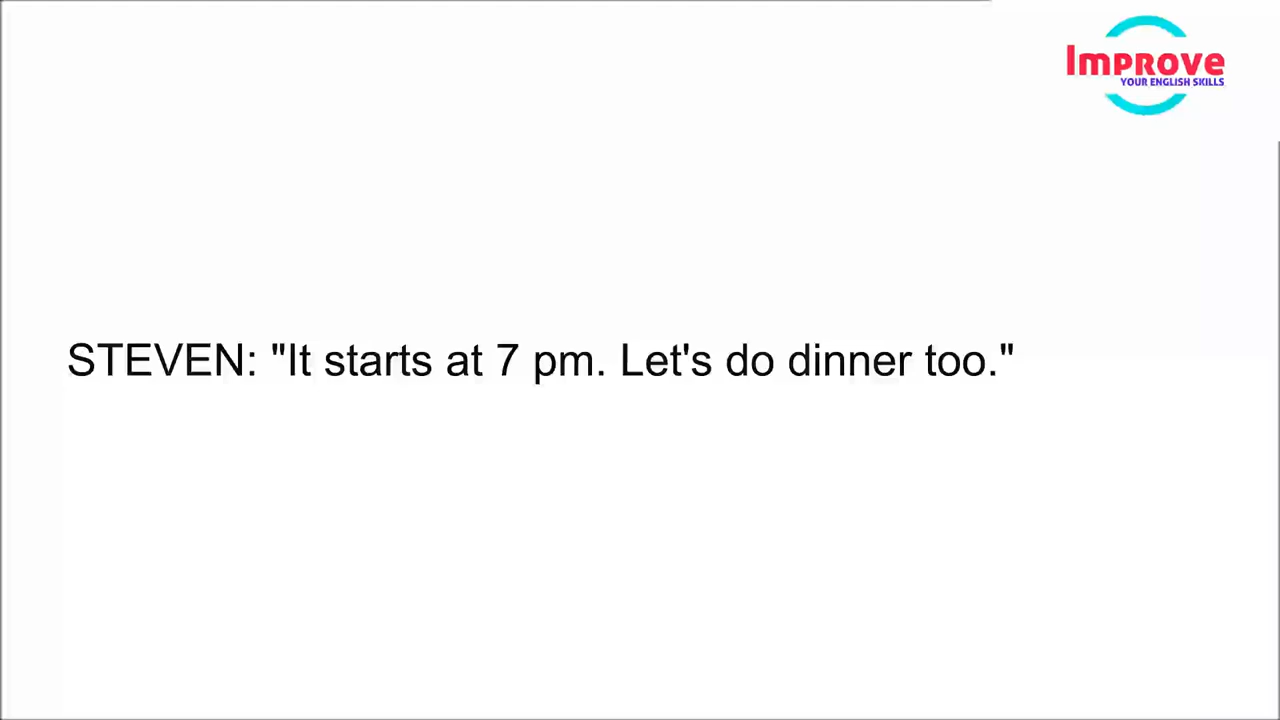 Improve
YOUR ENGLISH SKILLS
STEVEN: "It starts at 7 pm. Let's do dinner too."